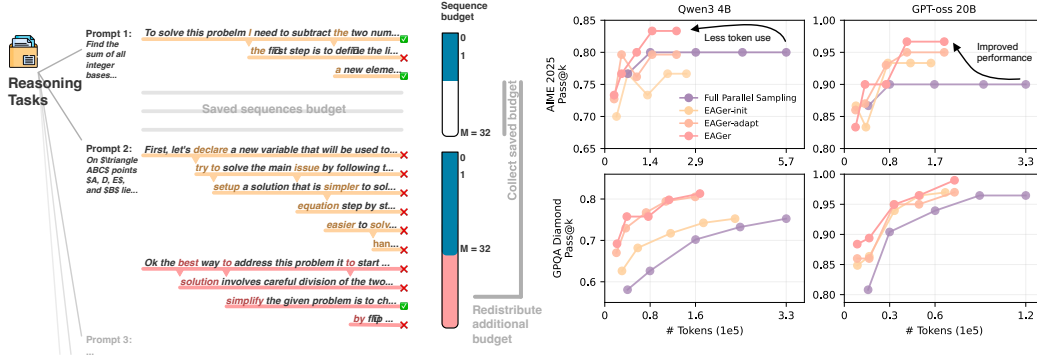 Reasoning
Tasks
Prompt 1:
Find the
sum of all
integer
bases...
To solve this probelm I need to subtract the two num...
the first step is to define the li...
a new eleme...
Saved sequences budget
Prompt 2:
On $\triangle
ABC$ points
$A, D, E$,
and $B$ lie...
First, let's declare a new variable that will be used to...
try to solve the main issue by following t...
setup a solution that is simpler to sol...
equation step by st...
easier to solv...
han...
Ok the best way to address this problem it to start ...
solution involves careful division of the two...
simplify the given problem is to ch...
by flip ...
Prompt 3:
...
Sequence
budget
0
1
M = 32
0
1
M = 32
Collect saved budget
Redistribute
additional
budget
Qwen3 4B
AIME 2025
Pass@k
0.85
0.80
0.75
0.70
0.65
0
1.4
2.9
5.7
Less token use
Full Parallel Sampling
EAGer-init
EAGer-adapt
EAGer
GPT-oss 20B
1.00
0.95
0.90
0.85
0.80
0
0.8
1.7
3.3
Improved
performance
GPQA Diamond
Pass@k
0.8
0.7
0.6
0
0.8
1.6
3.3
# Tokens (1e5)
1.00
0.95
0.90
0.85
0.80
0
0.3
0.6
1.2
# Tokens (1e5)